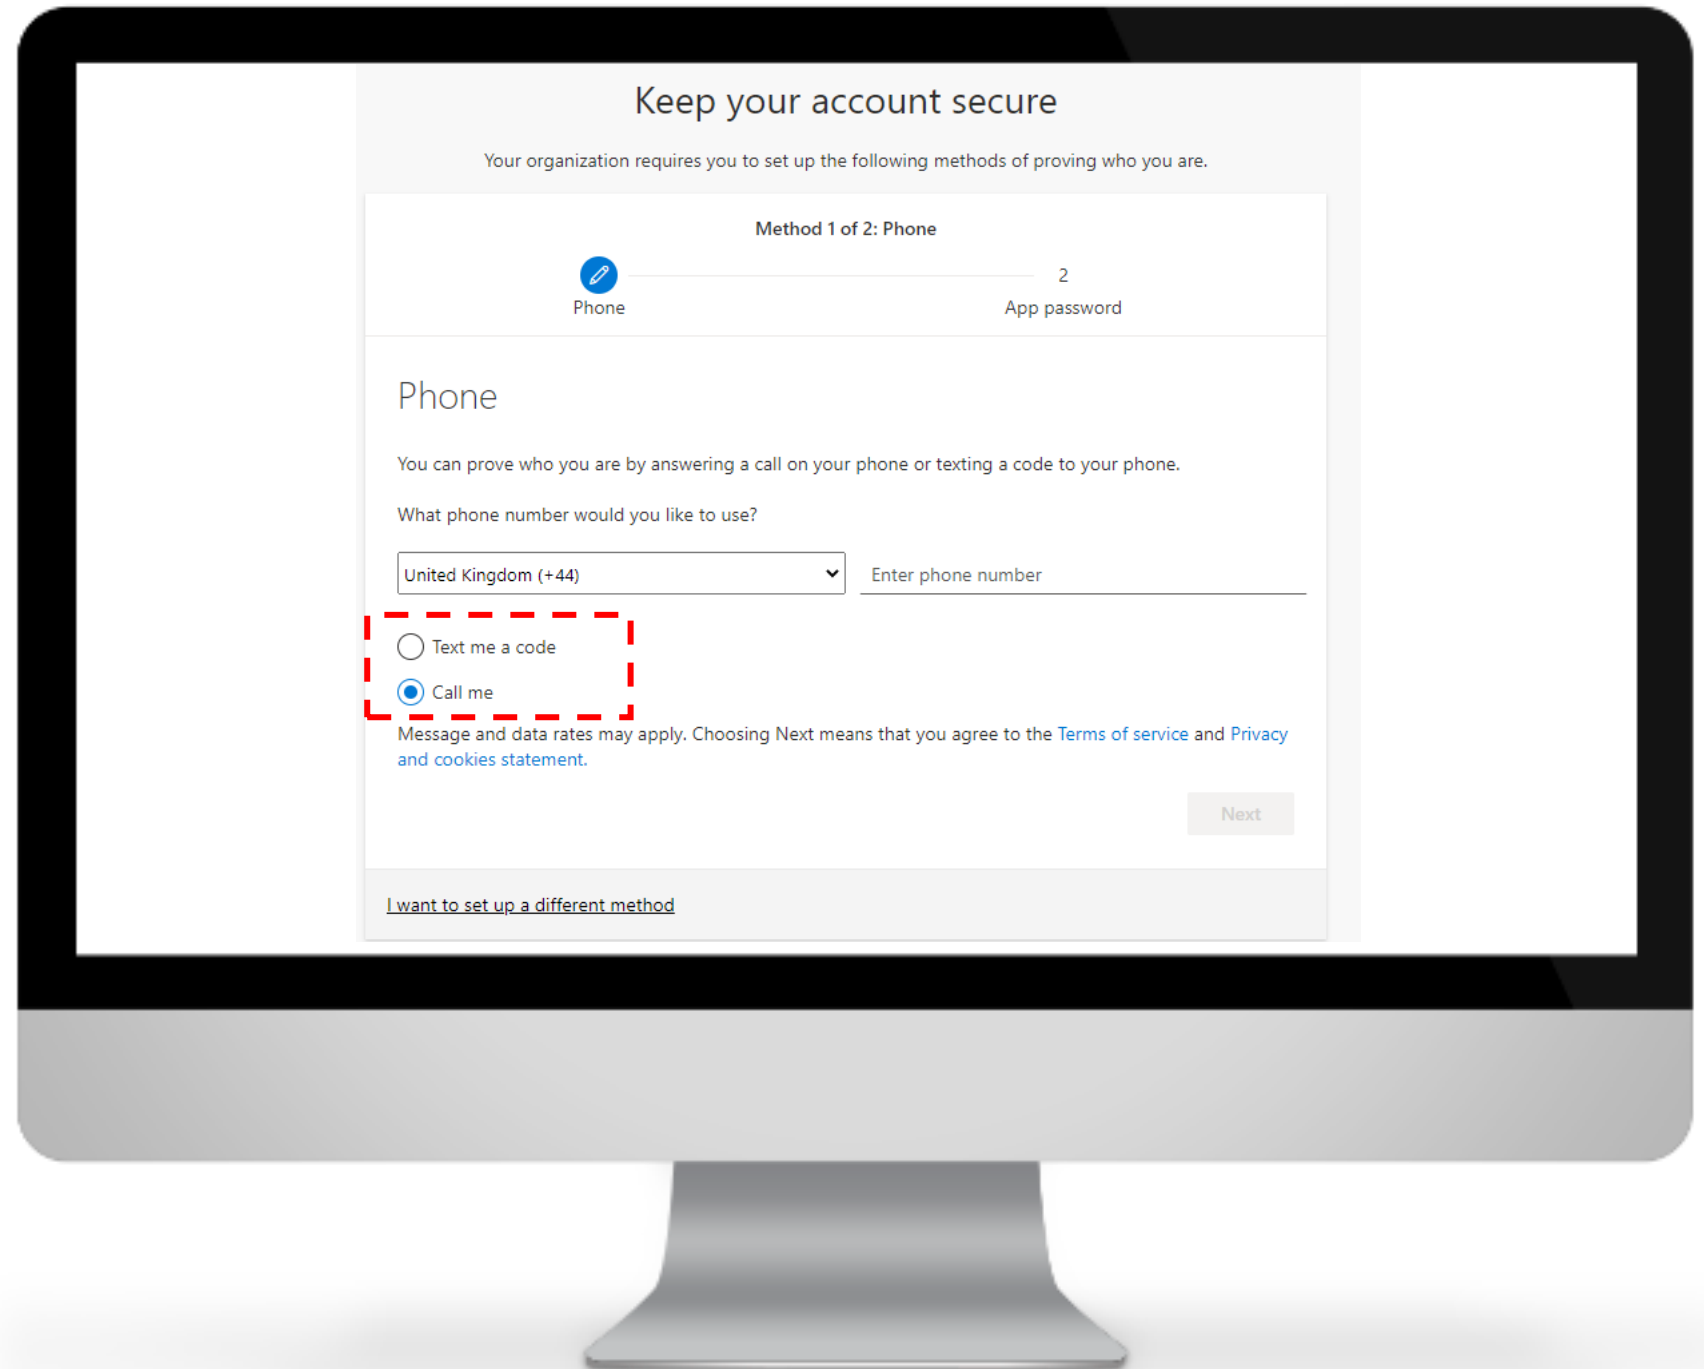 Keep your account secure
Your organization requires you to set up the following methods of proving who you are.
Method 1 of 2: Phone
2
Phone
App password
Phone
You can prove who you are by answering a call on your phone or texting a code to your phone.
What phone number would you like to use?
United Kingdom (+44)
Enter phone number
Text me a code
Call me
Message and data rates may apply. Choosing Next means that you agree to the Terms of service and Privacy
and cookies statement.
Next
I want to set up a different method